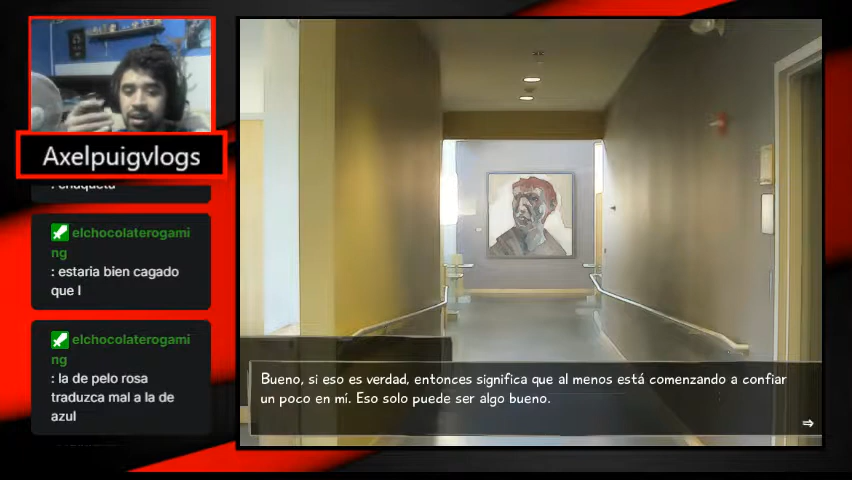 Axelpuigvlogs
elchocolaterogami
ng
: estaria bien cagado
que l
elchocolaterogami
ng
: la de pelo rosa
traduzca mal a la de
azul
Bueno, si eso es verdad, entonces significa que al menos está comenzando a confiar
un poco en mí. Eso solo puede ser algo bueno.